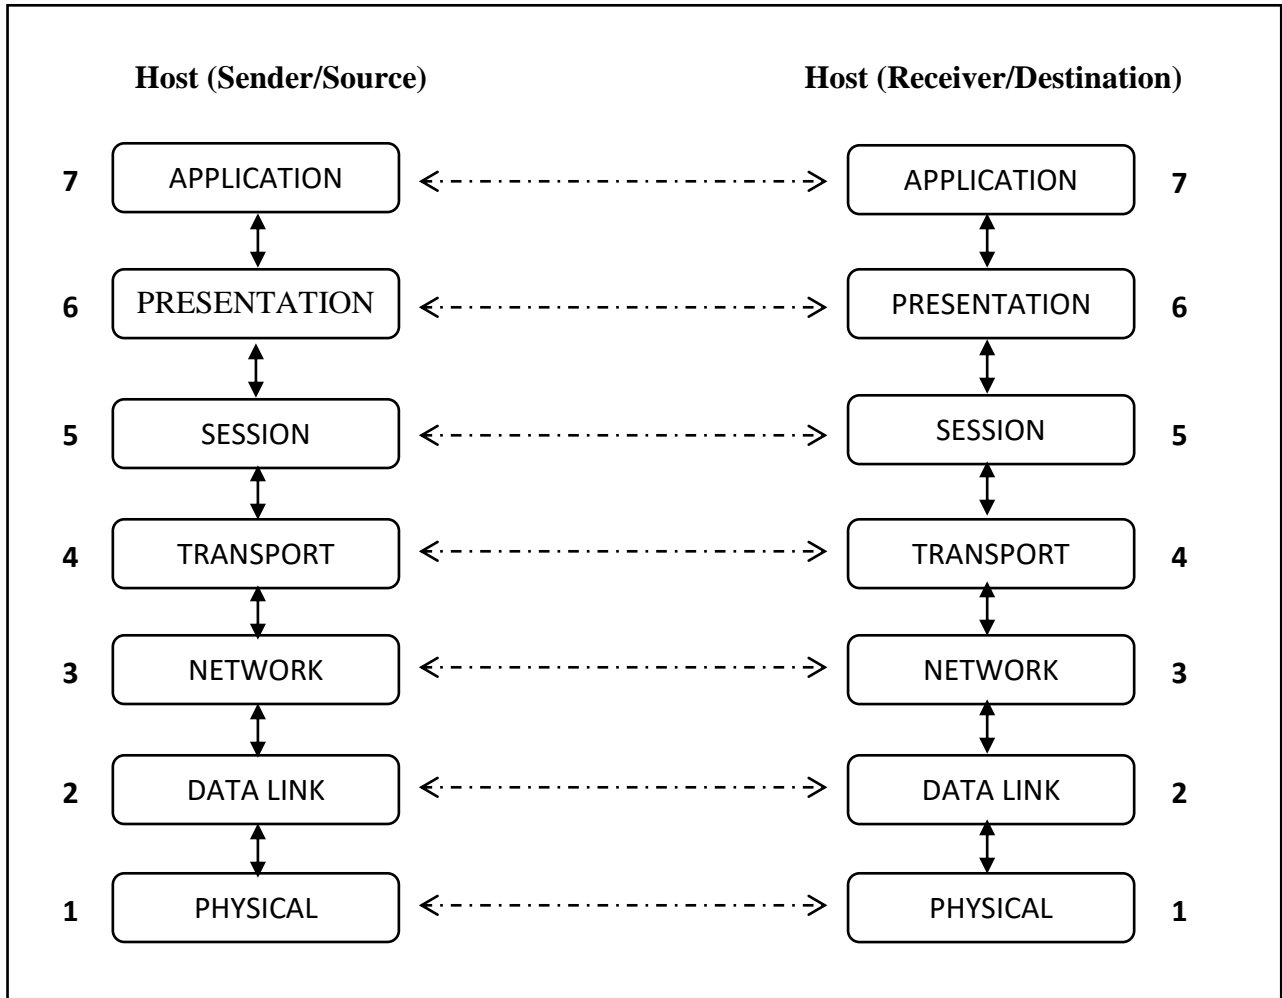 Host (Sender/Source) Host (Receiver/Destination)
7 APPLICATION APPLICATION 7
6 PRESENTATION PRESENTATION 6
5 SESSION SESSION 5
4 TRANSPORT TRANSPORT 4
3 NETWORK NETWORK 3
2 DATA LINK DATA LINK 2
1 PHYSICAL PHYSICAL 1